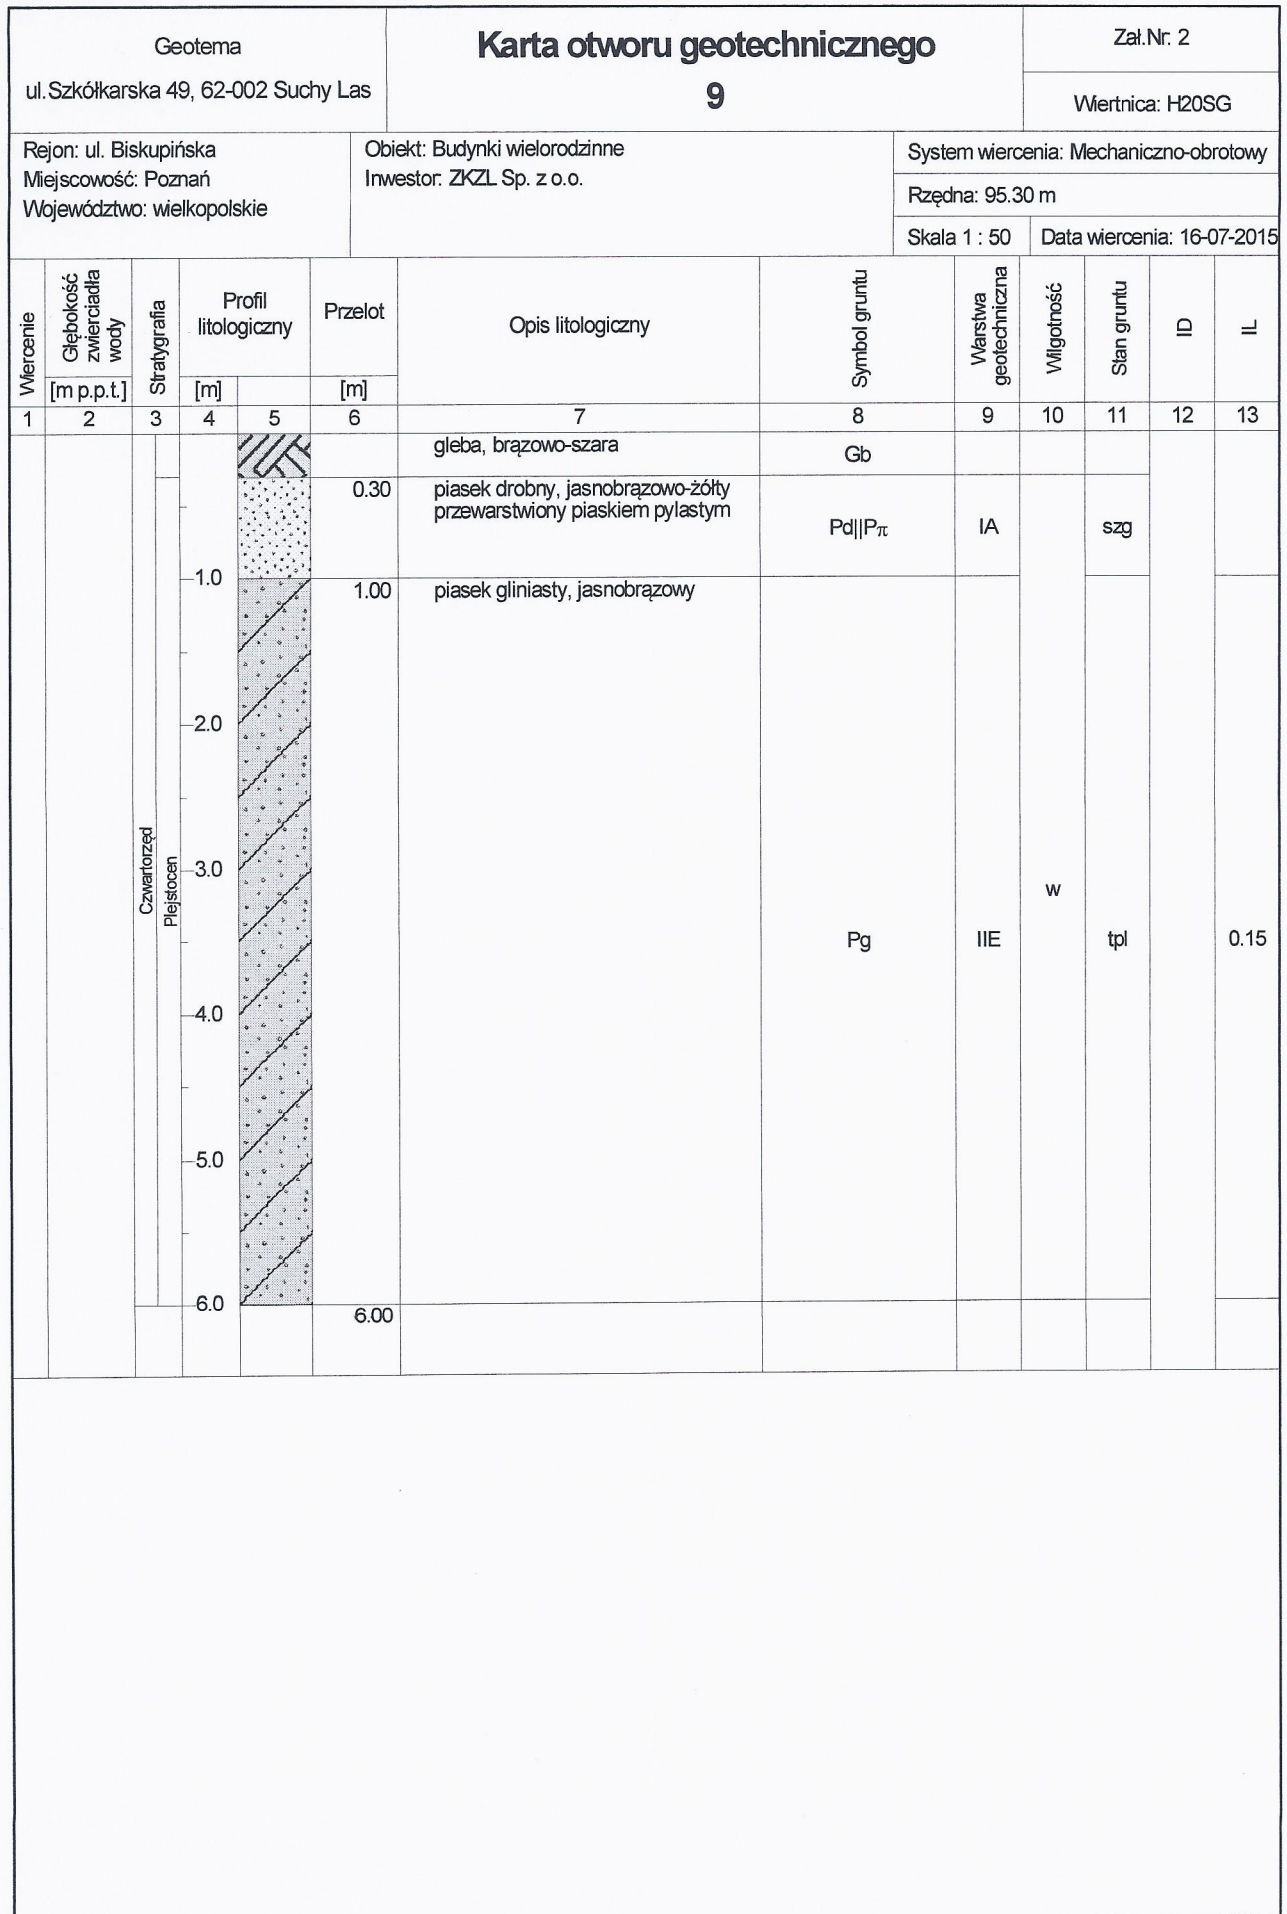 Geotema
ul.Szkółkarska 49, 62-002 Suchy Las
Karta otworu geotechnicznego
9
Zał.Nr. 2
Wiertnica: H20SG
Rejon: ul. Biskupińska
Miejscowość: Poznań
Województwo: wielkopolskie
Obiekt: Budynki wielorodzinne
Inwestor: ZKZL Sp. z o.o.
System wiercenia: Mechaniczno-obrotowy
Rzędna: 95.30 m
Skala 1 : 50
Data wiercenia: 16-07-2015
Wiercenie
Głębokość
zwierciadła
wody
[m p.p.t.]
Stratygrafia
Profil
litologiczny
[m]
Przelot
[m]
Opis litologiczny
Symbol gruntu
Warstwa
geotechniczna
Wilgotność
Stan gruntu
ID
IL
1 2 3 4 5 6 7 8 9 10 11 12 13
gleba, brązowo-szara
Gb
0.30
piasek drobny, jasnobrązowo-żółty
przewarstwiony piaskiem pylastym
Pd||Pπ
IA
szg
1.0
1.00
piasek gliniasty, jasnobrązowy
2.0
3.0
Czwartorzęd
Plejstocen
w
Pg
IIE
tpl
0.15
4.0
5.0
6.0
6.00